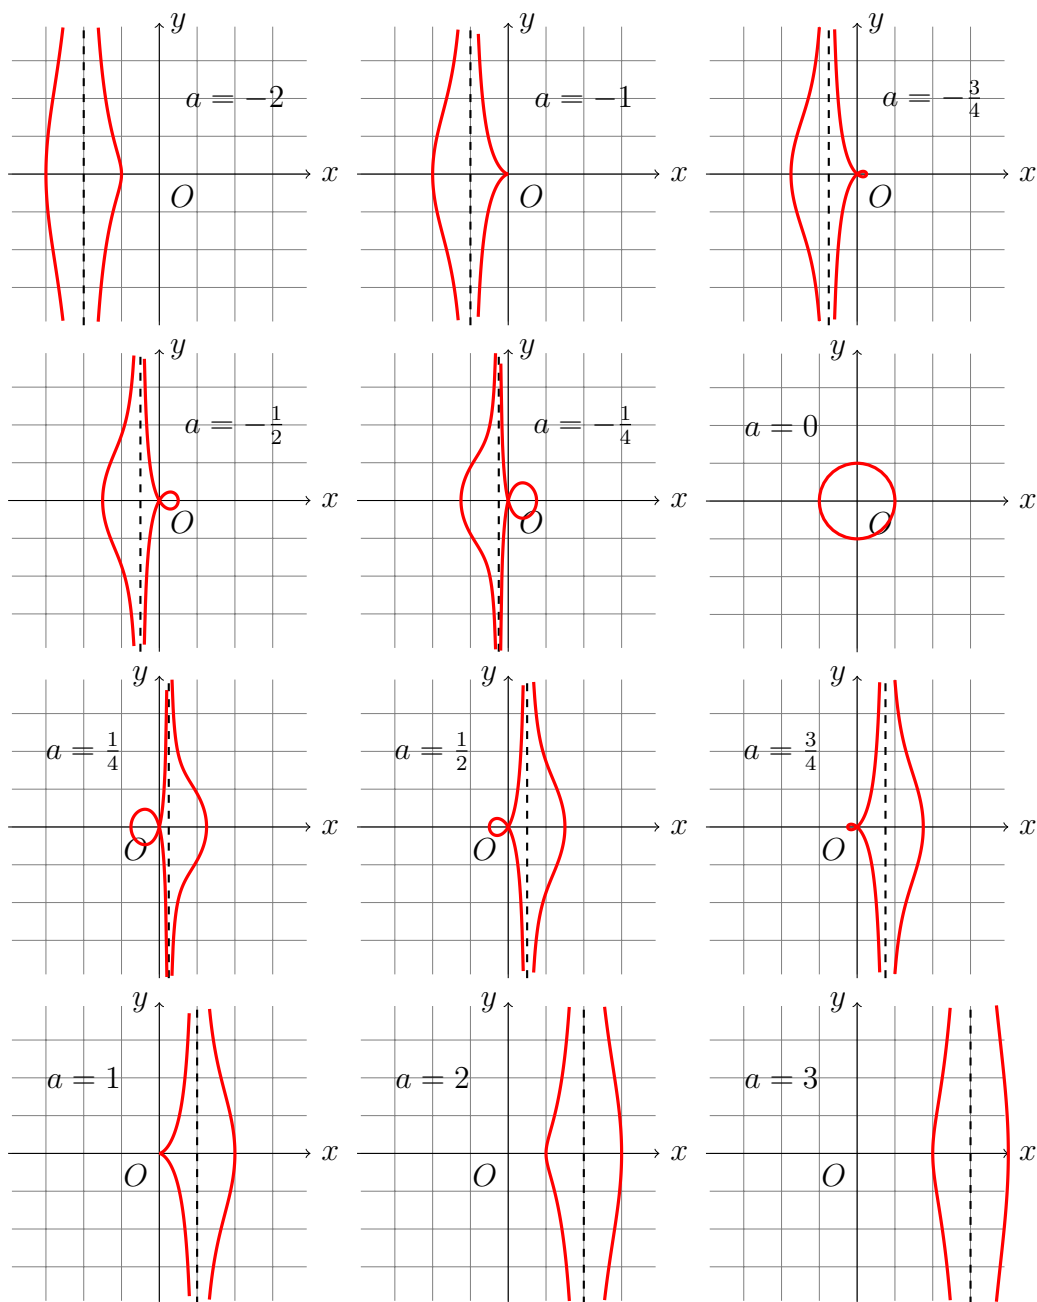 y
a = −2
x
O
y
a = −1
x
O
y
a = −3/4
x
O
y
a = −1/2
x
O
y
a = −1/4
x
O
y
a = 0
x
O
y
a = 1/4
x
O
y
a = 1/2
x
O
y
a = 3/4
x
O
y
a = 1
x
O
y
a = 2
x
O
y
a = 3
x
O